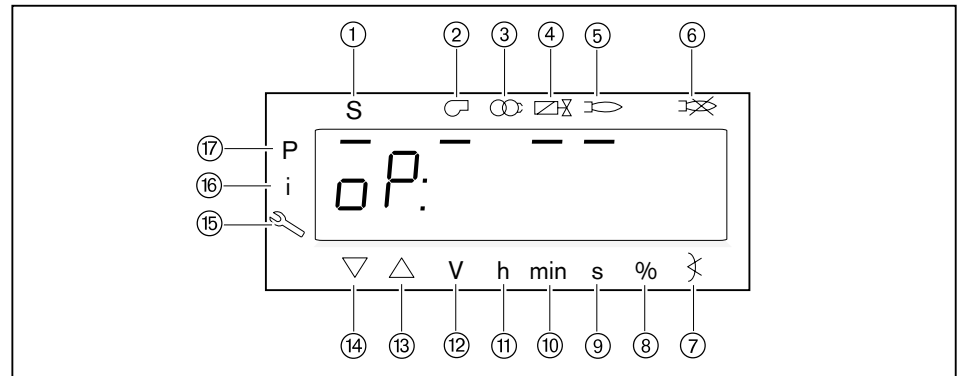 ① ② ③ ④ ⑤ ⑥
S
⑰ P
oP:
⑯ i
⑮
V h min s %
⑭ ⑬ ⑫ ⑪ ⑩ ⑨ ⑧ ⑦